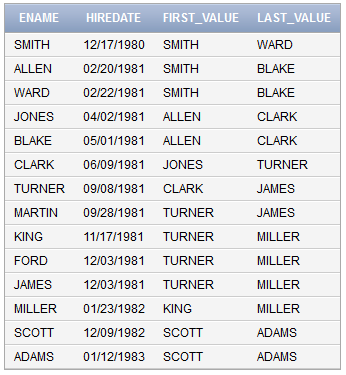 ENAME HIREDATE FIRST_VALUE LAST_VALUE
SMITH 12/17/1980 SMITH WARD
ALLEN 02/20/1981 SMITH BLAKE
WARD 02/22/1981 SMITH BLAKE
JONES 04/02/1981 ALLEN CLARK
BLAKE 05/01/1981 ALLEN CLARK
CLARK 06/09/1981 JONES TURNER
TURNER 09/08/1981 CLARK JAMES
MARTIN 09/28/1981 TURNER JAMES
KING 11/17/1981 TURNER MILLER
FORD 12/03/1981 TURNER MILLER
JAMES 12/03/1981 TURNER MILLER
MILLER 01/23/1982 KING MILLER
SCOTT 12/09/1982 SCOTT ADAMS
ADAMS 01/12/1983 SCOTT ADAMS